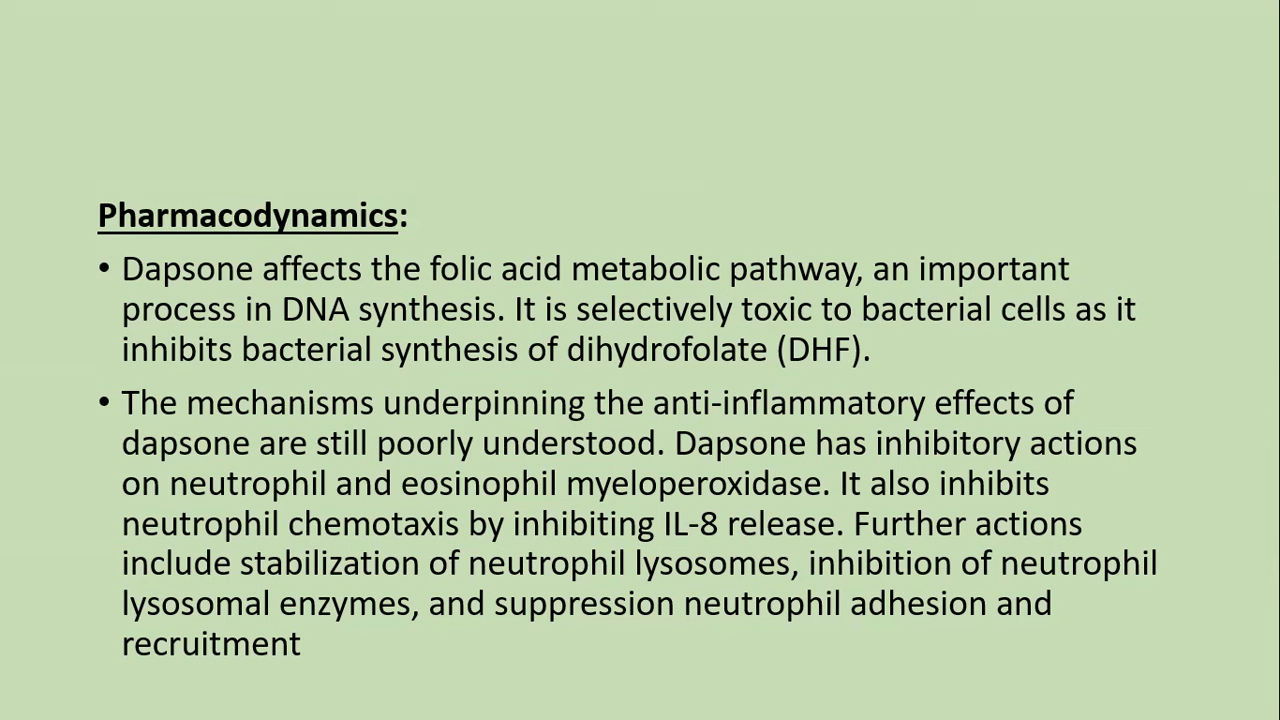 Pharmacodynamics:
• Dapsone affects the folic acid metabolic pathway, an important
process in DNA synthesis. It is selectively toxic to bacterial cells as it
inhibits bacterial synthesis of dihydrofolate (DHF).
• The mechanisms underpinning the anti-inflammatory effects of
dapsone are still poorly understood. Dapsone has inhibitory actions
on neutrophil and eosinophil myeloperoxidase. It also inhibits
neutrophil chemotaxis by inhibiting IL-8 release. Further actions
include stabilization of neutrophil lysosomes, inhibition of neutrophil
lysosomal enzymes, and suppression neutrophil adhesion and
recruitment